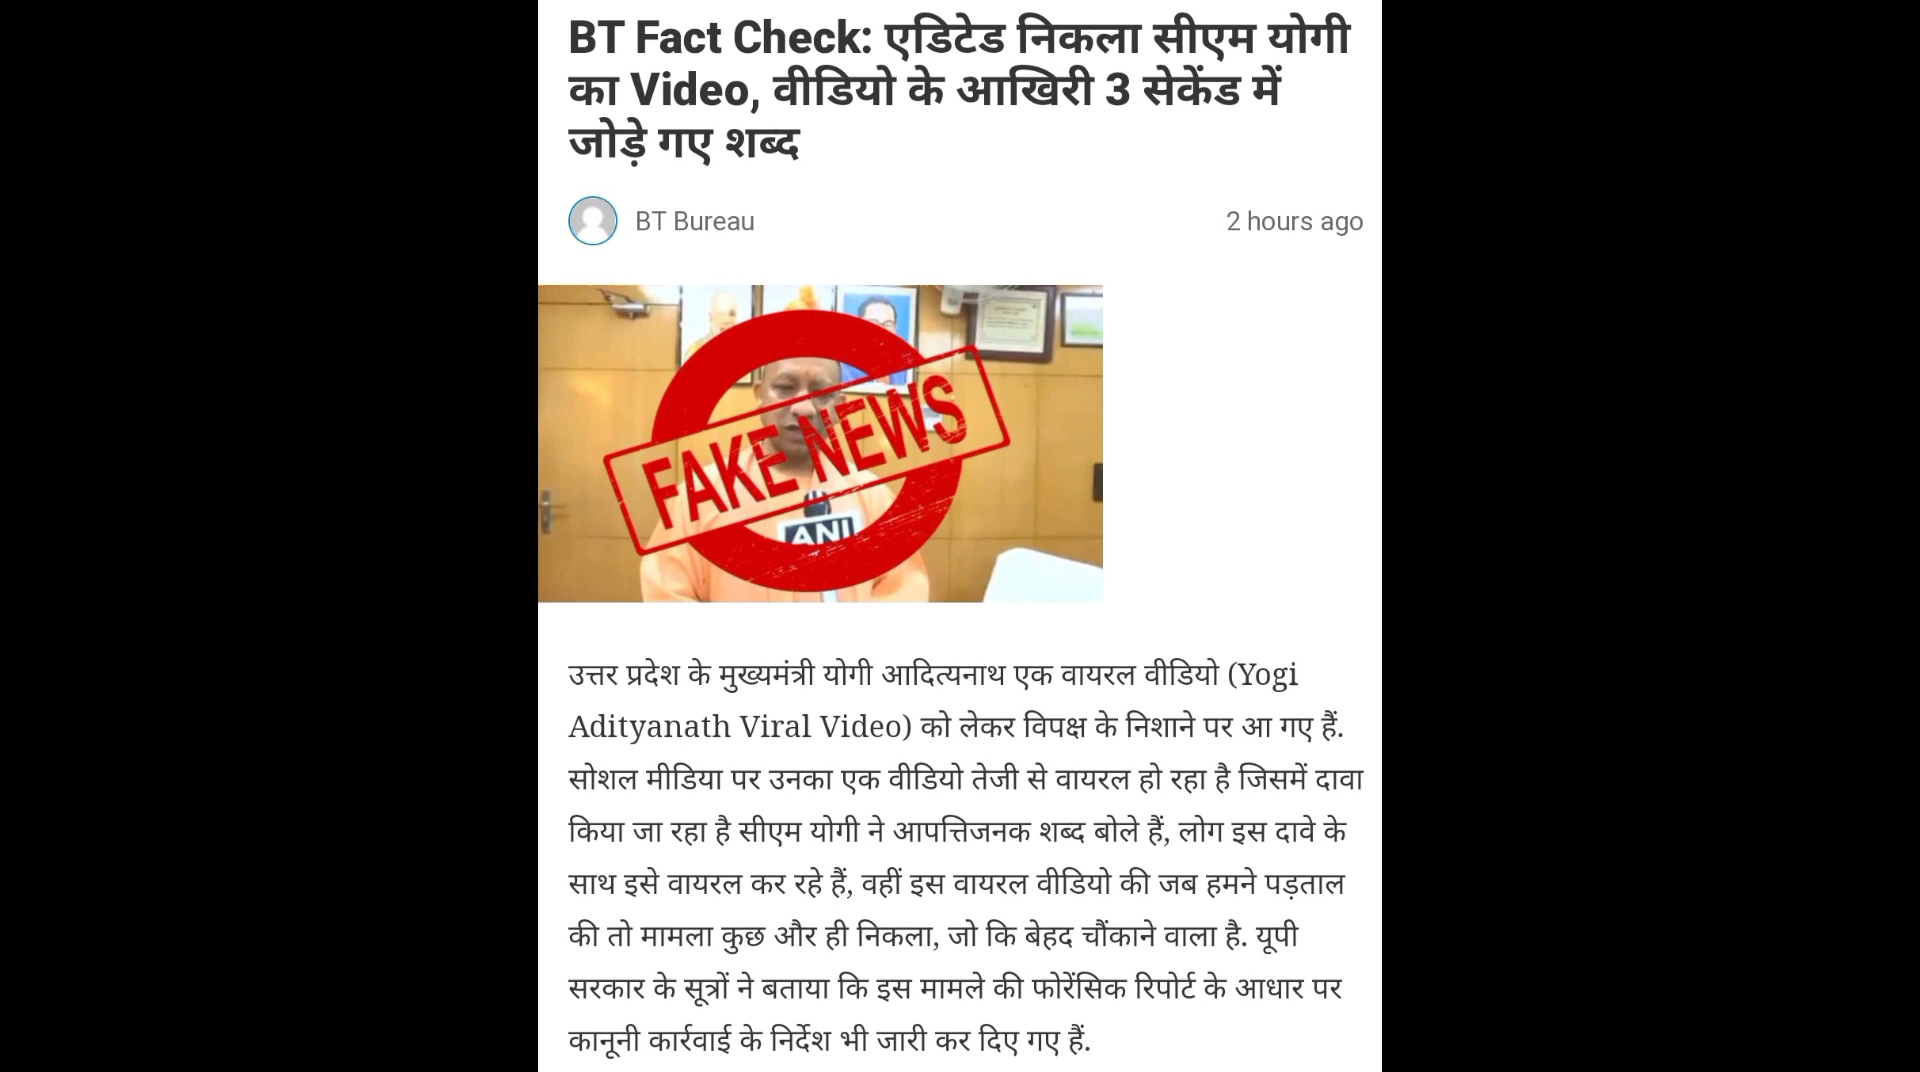 BT Fact Check: एडिटेड निकला सीएम योगी
का Video, वीडियो के आखिरी 3 सेकेंड में
जोड़े गए शब्द
BT Bureau
2 hours ago
FAKE NEWS
ANI
उत्तर प्रदेश के मुख्यमंत्री योगी आदित्यनाथ एक वायरल वीडियो (Yogi
Adityanath Viral Video) को लेकर विपक्ष के निशाने पर आ गए हैं.
सोशल मीडिया पर उनका एक वीडियो तेजी से वायरल हो रहा है जिसमें दावा
किया जा रहा है सीएम योगी ने आपत्तिजनक शब्द बोले हैं, लोग इस दावे के
साथ इसे वायरल कर रहे हैं, वहीं इस वायरल वीडियो की जब हमने पड़ताल
की तो मामला कुछ और ही निकला, जो कि बेहद चौंकाने वाला है. यूपी
सरकार के सूत्रों ने बताया कि इस मामले की फोरेंसिक रिपोर्ट के आधार पर
कानूनी कार्रवाई के निर्देश भी जारी कर दिए गए हैं.